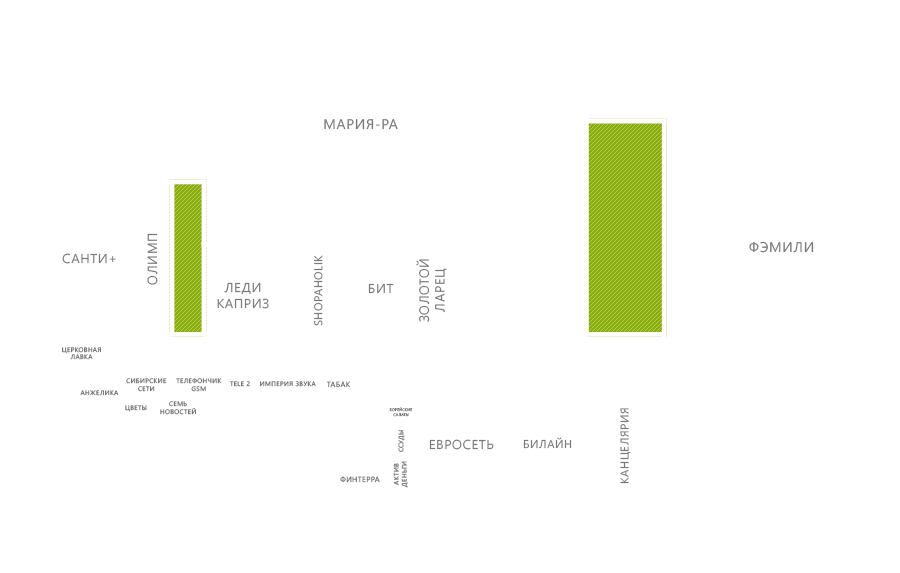 МАРИЯ-РА
ФЭМИЛИ
САНТИ+
ОЛИМП
ЛЕДИ
КАПРИЗ
SHOPAHOLIK
БИТ
ЗОЛОТОЙ
ЛАРЕЦ
ЦЕРКОВНАЯ
ЛАВКА
АНЖЕЛИКА
СИБИРСКИЕ
СЕТИ
ТЕЛЕФОНЧИК
GSM
TELE 2
ИМПЕРИЯ ЗВУКА
ТАБАК
ЦВЕТЫ
СЕМЬ
НОВОСТЕЙ
КОРЕЙСКИЕ
САЛАТЫ
ССУДЫ
ЕВРОСЕТЬ
БИЛАЙН
КАНЦЕЛЯРИЯ
ФИНТЕРРА
АКТИВ
ДЕНЬГИ